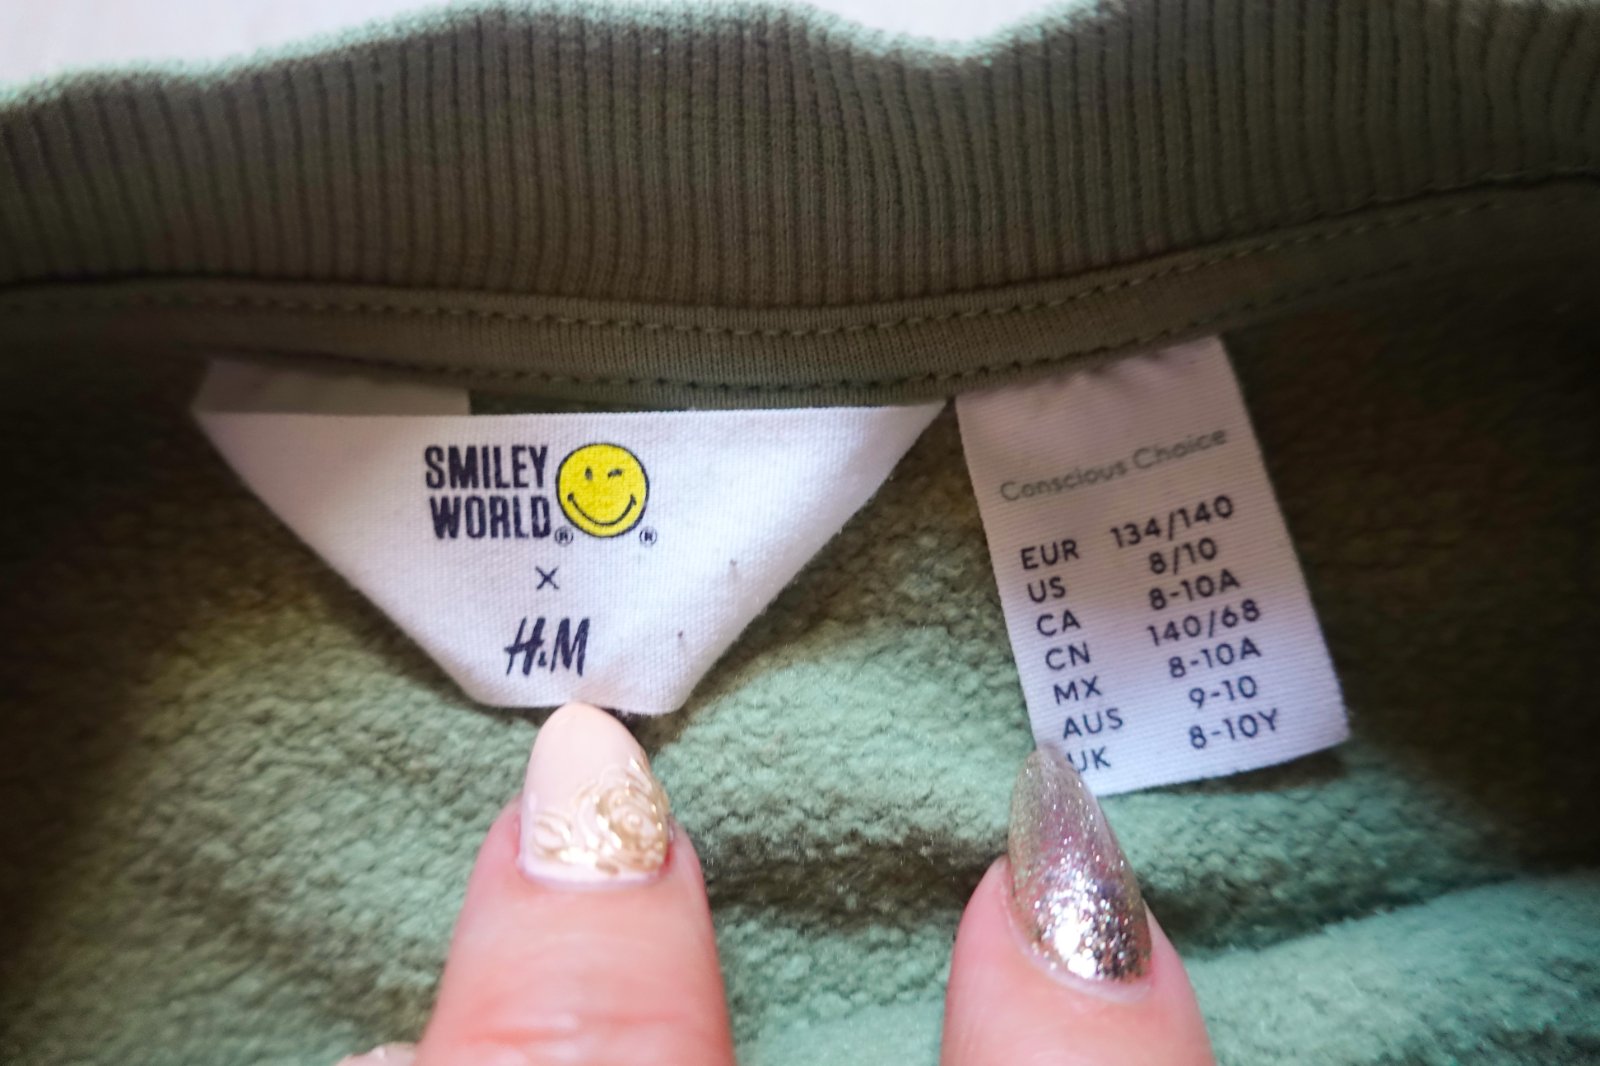 SMILEY
WORLD®
®
×
H&M
Conscious Choice
EUR 134/140
US 8/10
CA 8-10A
CN 140/68
MX 8-10A
AUS 9-10
UK 8-10Y